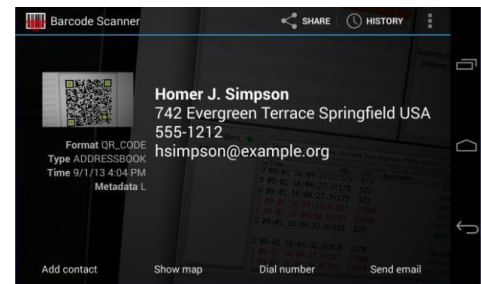 Barcode Scanner
SHARE
HISTORY
Homer J. Simpson
742 Evergreen Terrace Springfield USA
555-1212
hsimpson@example.org
Format QR_CODE
Type ADDRESSBOOK
Time 9/1/13 4:04 PM
Metadata L
Add contact
Show map
Dial number
Send email